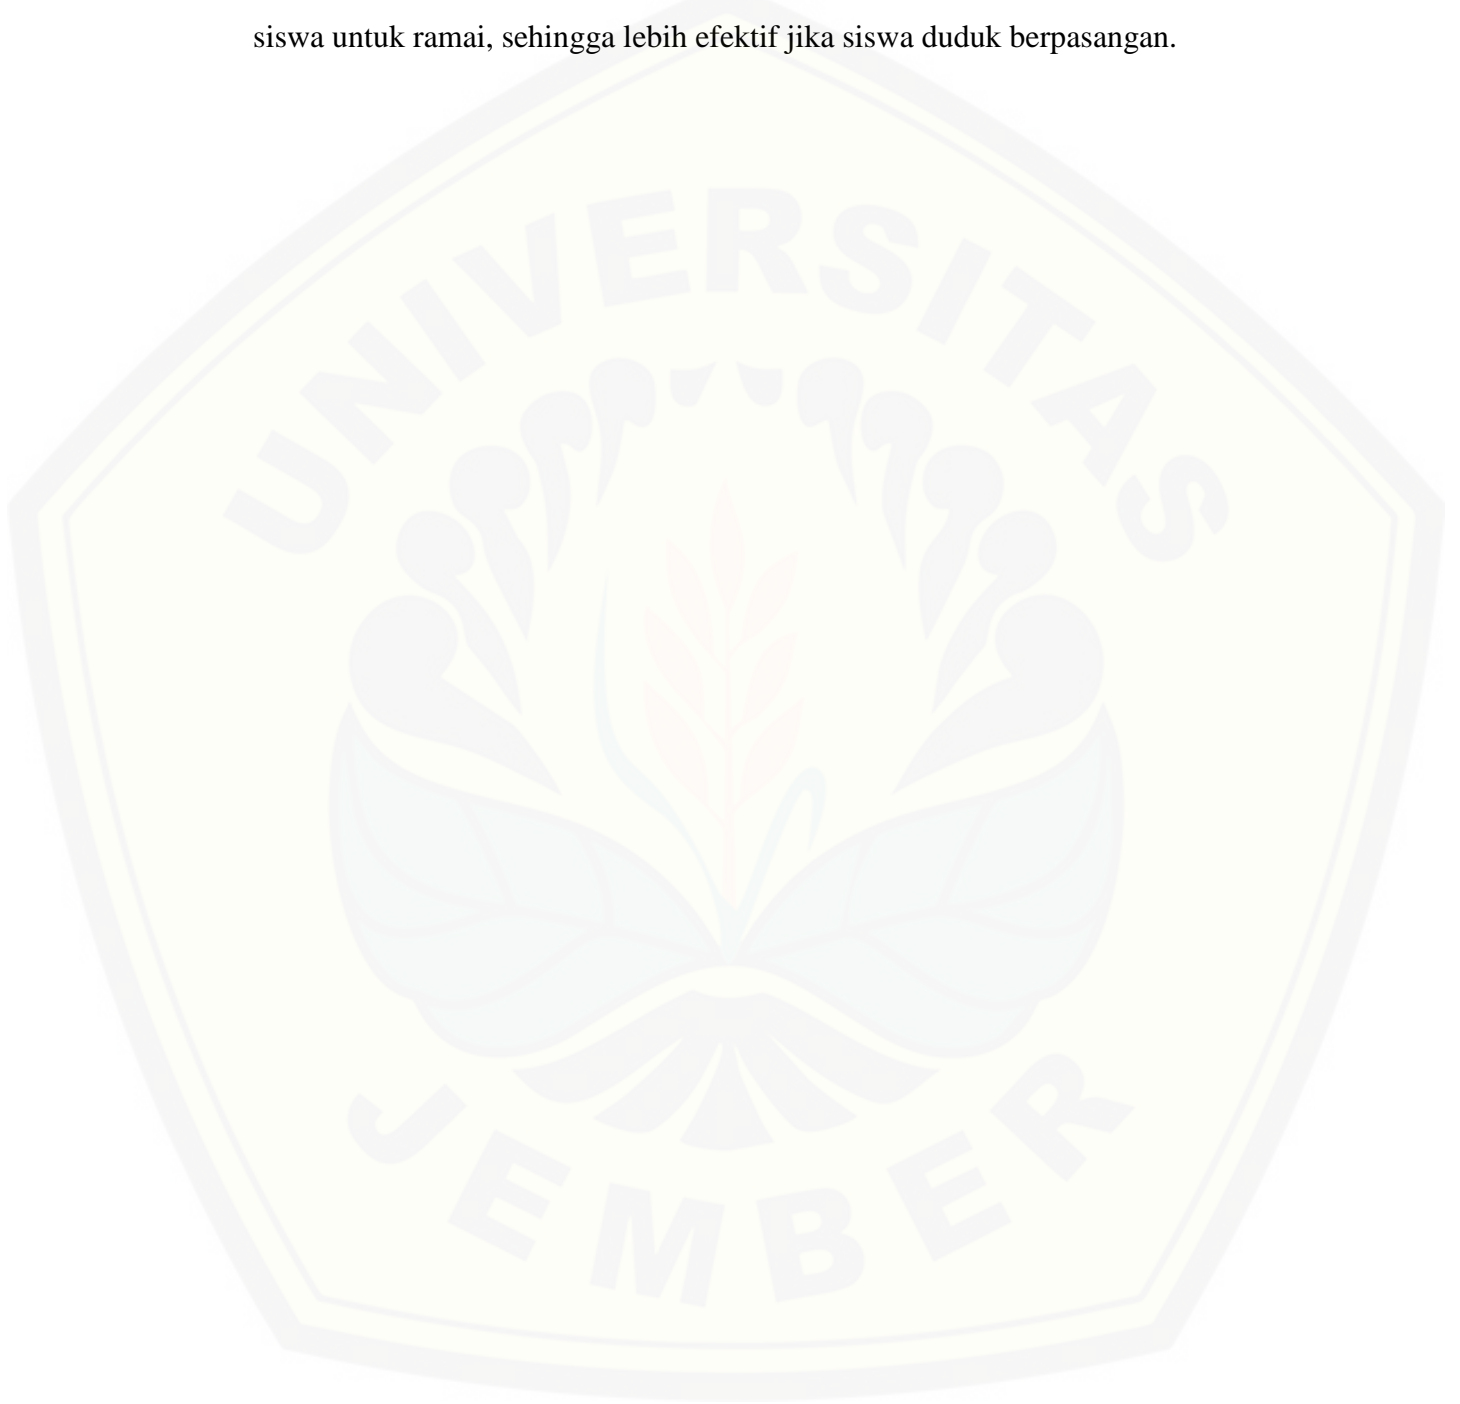 siswa untuk ramai, sehingga lebih efektif jika siswa duduk berpasangan.
UNIVERSITAS
JEMBER